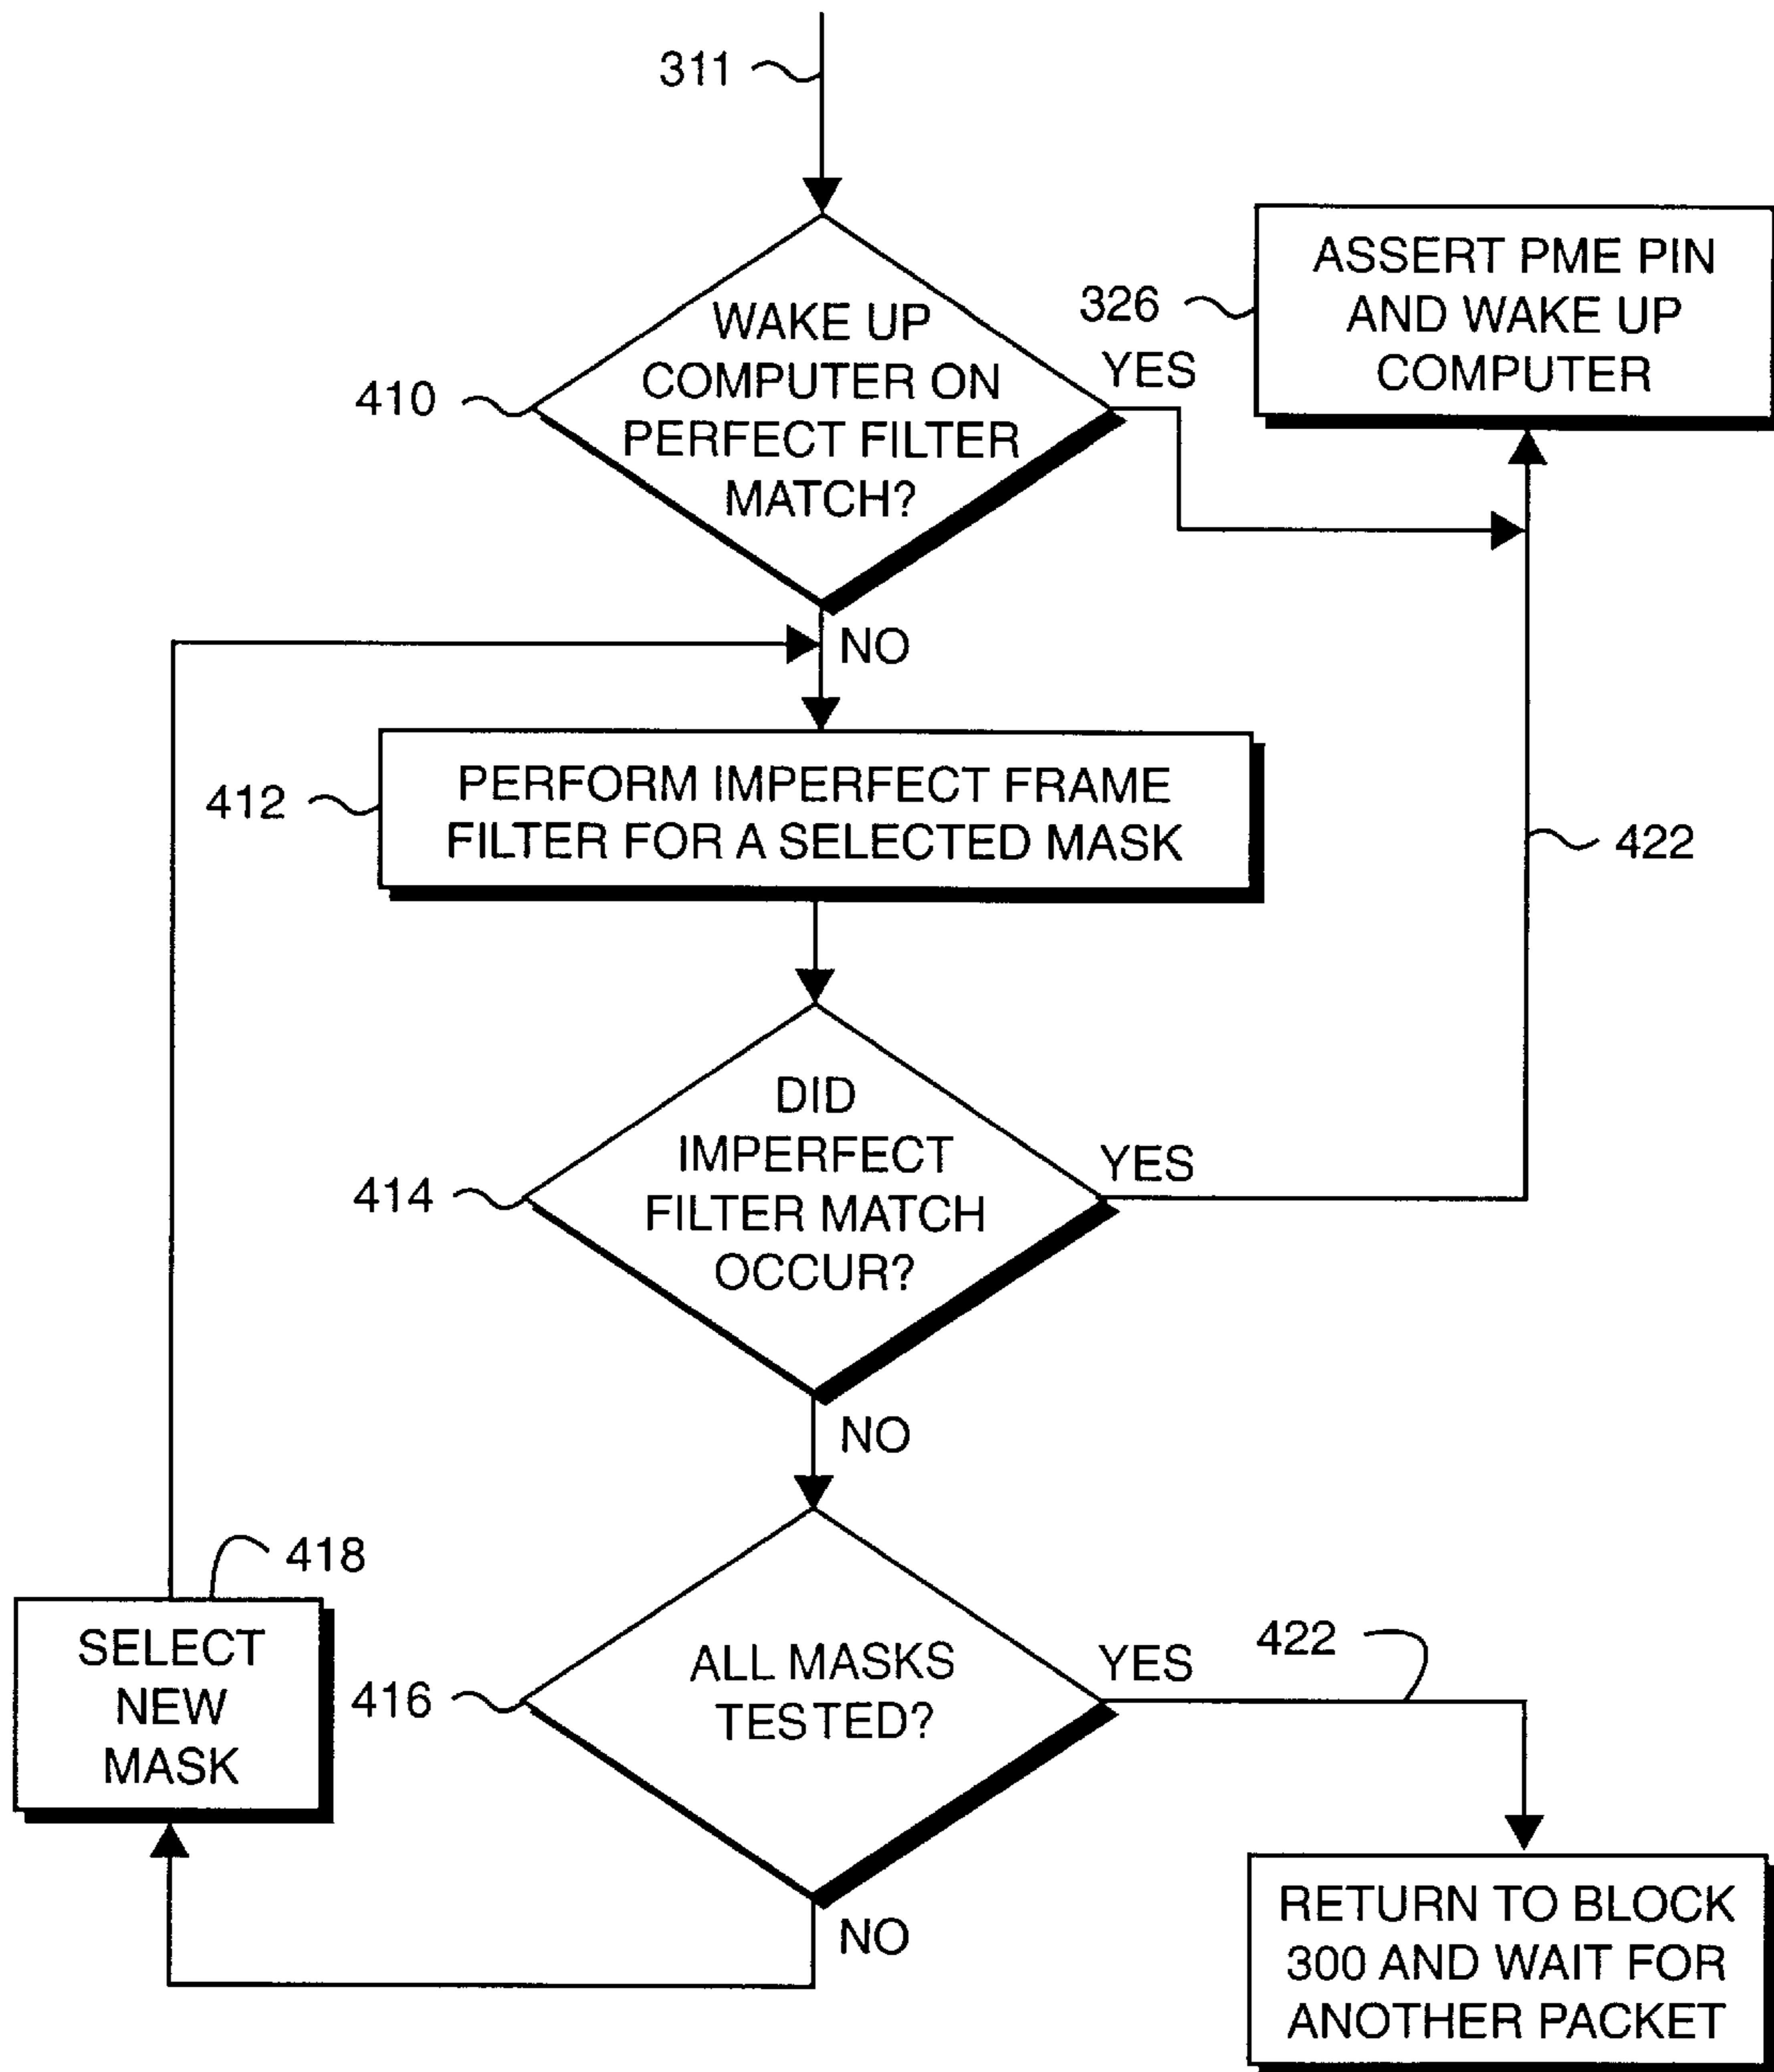 311
WAKE UP
COMPUTER ON
PERFECT FILTER
MATCH?
410
YES
326
ASSERT PME PIN
AND WAKE UP
COMPUTER
NO
412
PERFORM IMPERFECT FRAME
FILTER FOR A SELECTED MASK
422
DID
IMPERFECT
FILTER MATCH
OCCUR?
414
YES
NO
418
SELECT
NEW
MASK
416
ALL MASKS
TESTED?
YES
422
NO
RETURN TO BLOCK
300 AND WAIT FOR
ANOTHER PACKET